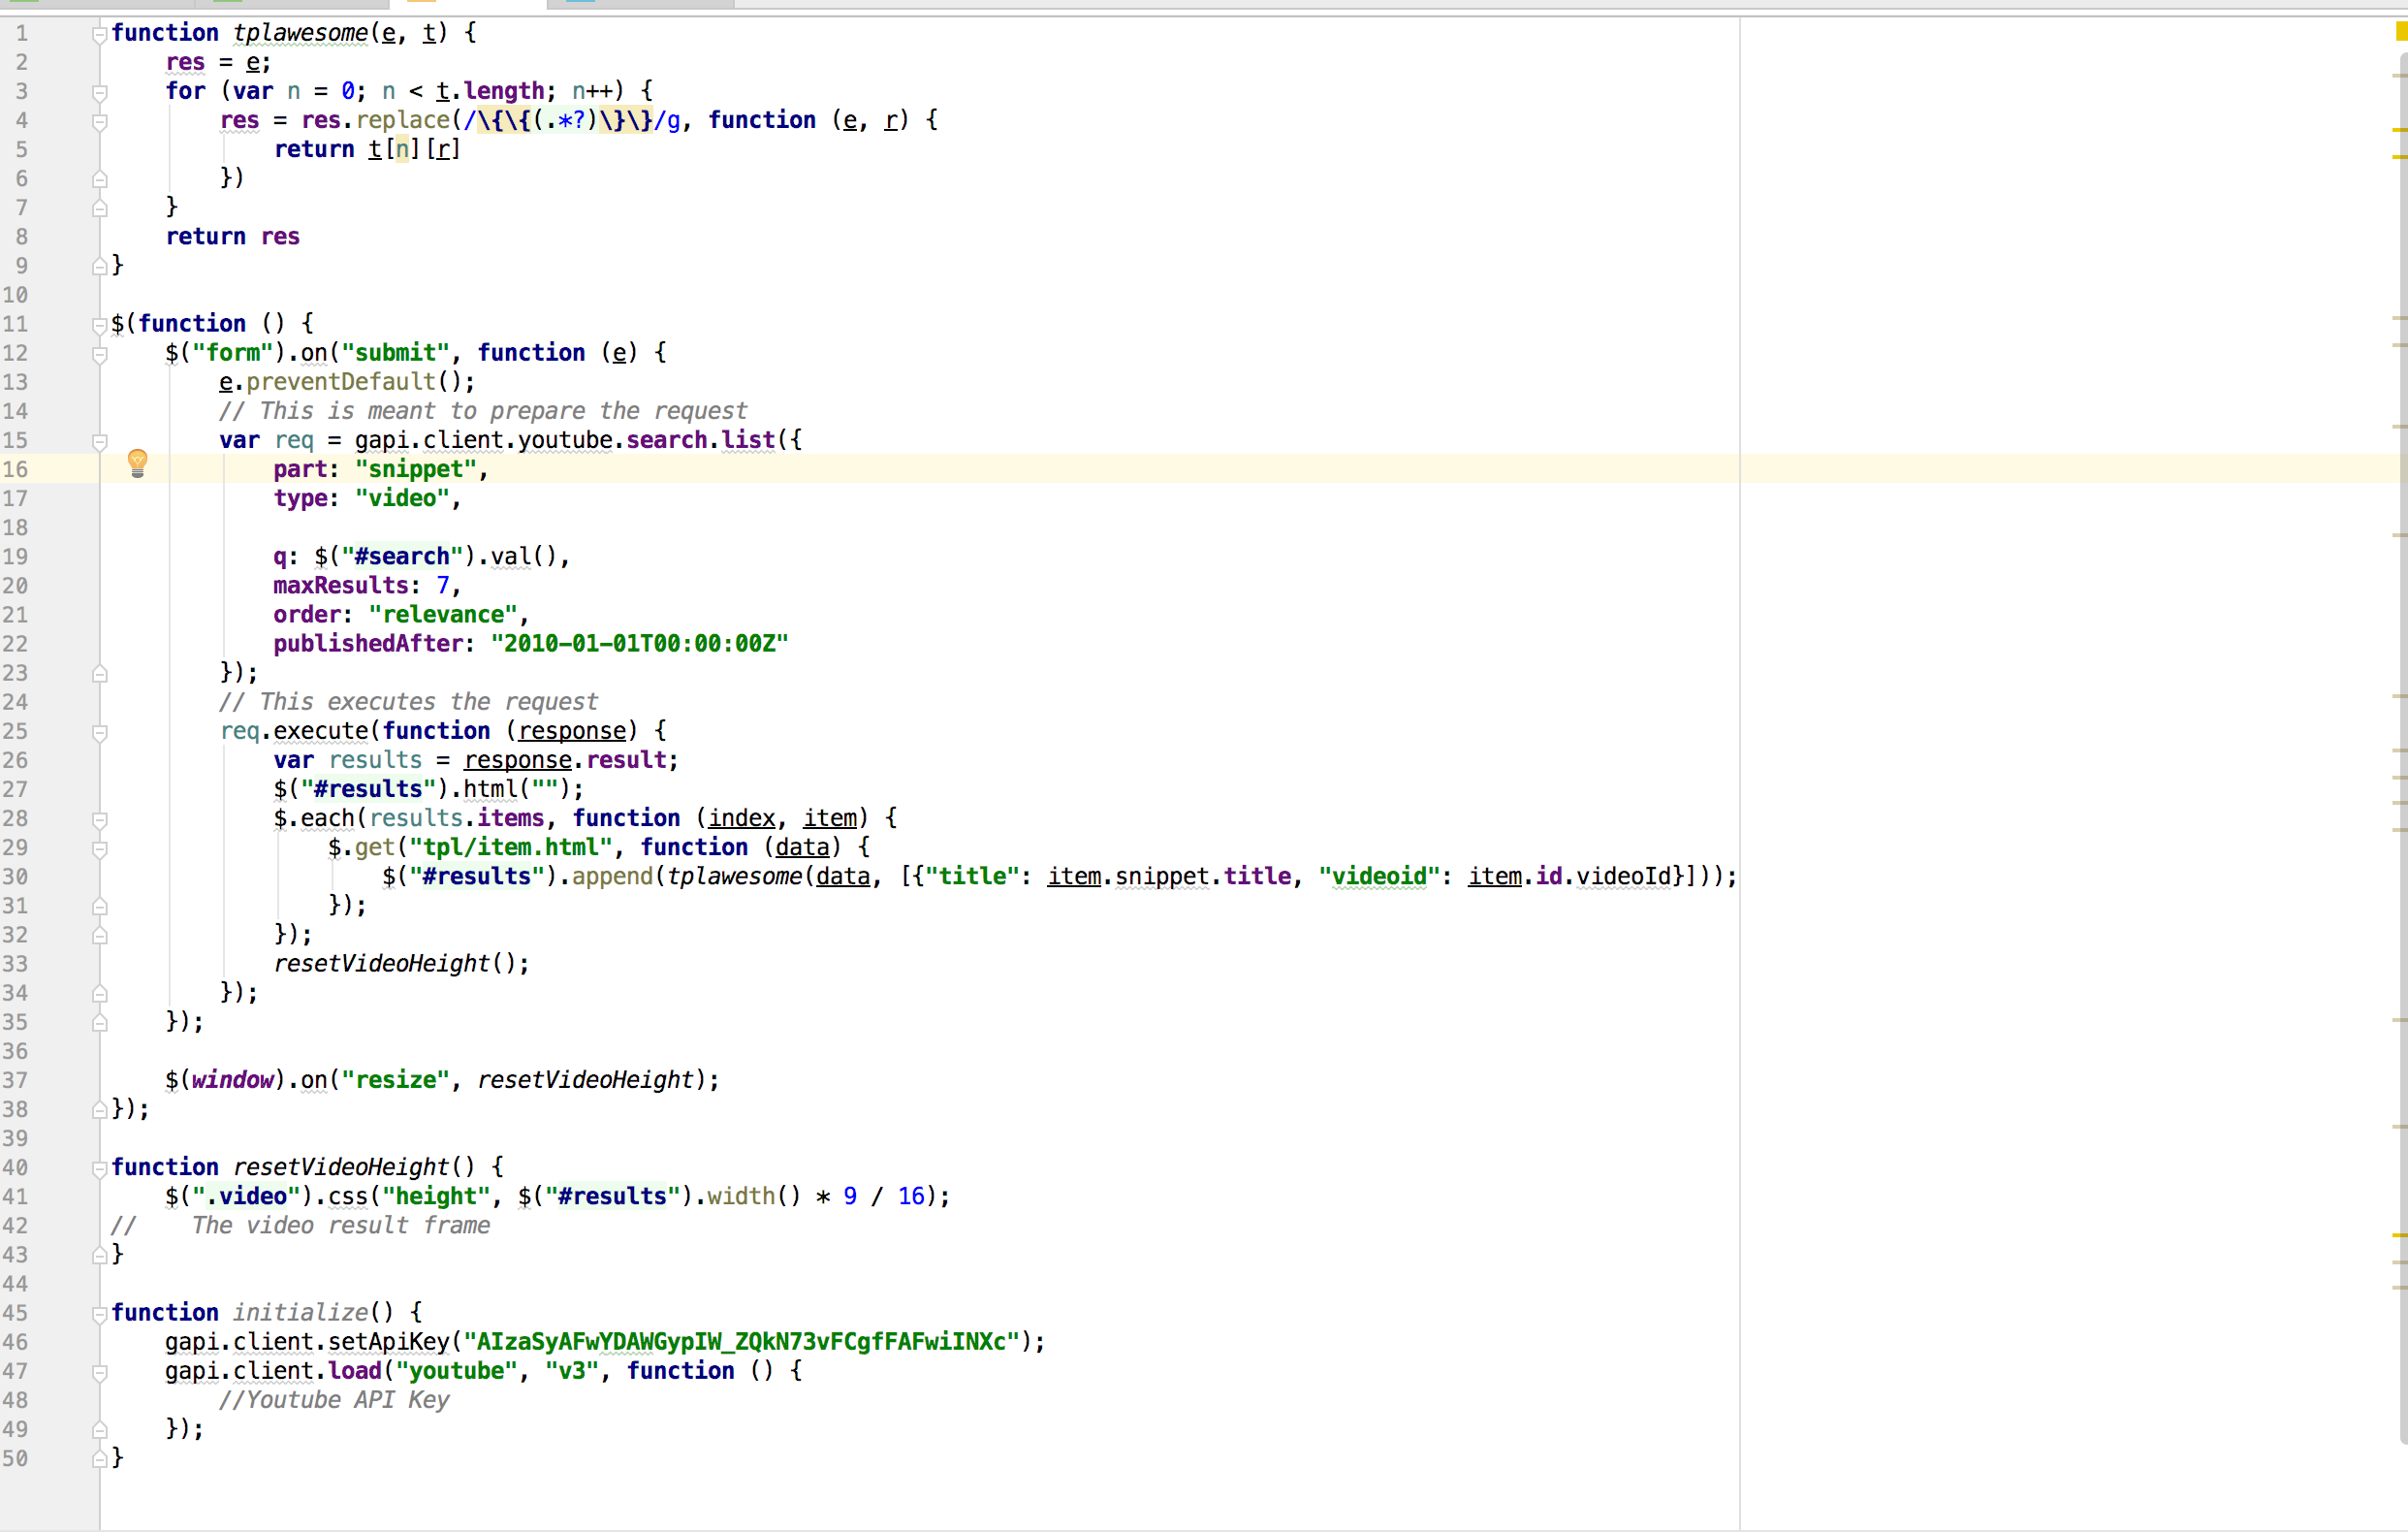 1 function tplawesome(e, t) {
2 res = e;
3 for (var n = 0; n < t.length; n++) {
4 res = res.replace(/\{\{(.*?)\}\}/g, function (e, r) {
5 return t[n][r]
6 })
7 }
8 return res
9 }
10
11 $(function () {
12 $("form").on("submit", function (e) {
13 e.preventDefault();
14 // This is meant to prepare the request
15 var req = gapi.client.youtube.search.list({
16 part: "snippet",
17 type: "video",
18
19 q: $("#search").val(),
20 maxResults: 7,
21 order: "relevance",
22 publishedAfter: "2010-01-01T00:00:00Z"
23 });
24 // This executes the request
25 req.execute(function (response) {
26 var results = response.result;
27 $("#results").html("");
28 $.each(results.items, function (index, item) {
29 $.get("tpl/item.html", function (data) {
30 $("#results").append(tplawesome(data, [{"title": item.snippet.title, "videoid": item.id.videoId}]));
31 });
32 });
33 resetVideoHeight();
34 });
35 });
36
37 $(window).on("resize", resetVideoHeight);
38 });
39
40 function resetVideoHeight() {
41 $(".video").css("height", $("#results").width() * 9 / 16);
42 // The video result frame
43 }
44
45 function initialize() {
46 gapi.client.setApiKey("AIzaSyAFwYDAWGypIW_ZQkN73vFCgfFAFwiINXc");
47 gapi.client.load("youtube", "v3", function () {
48 //Youtube API Key
49 });
50 }